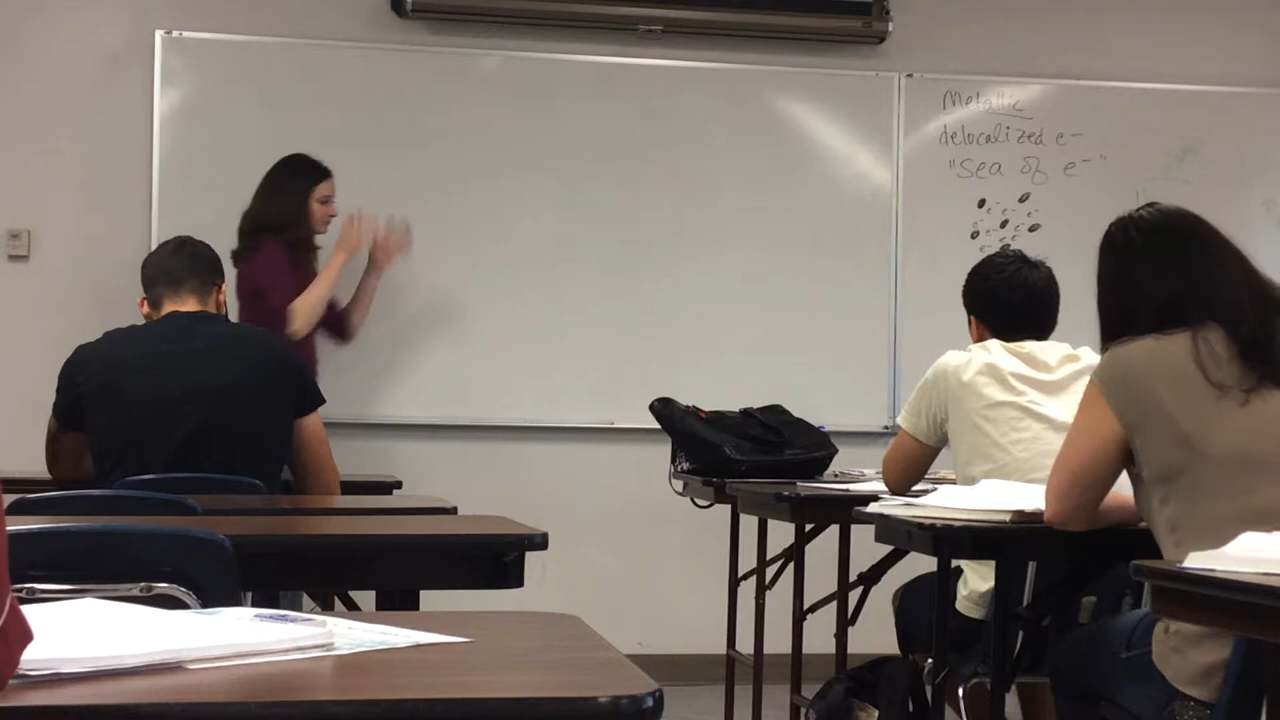 Metallic
delocalized e-
"sea of e-"
e- e- e-
e- e-
e- e-
e-